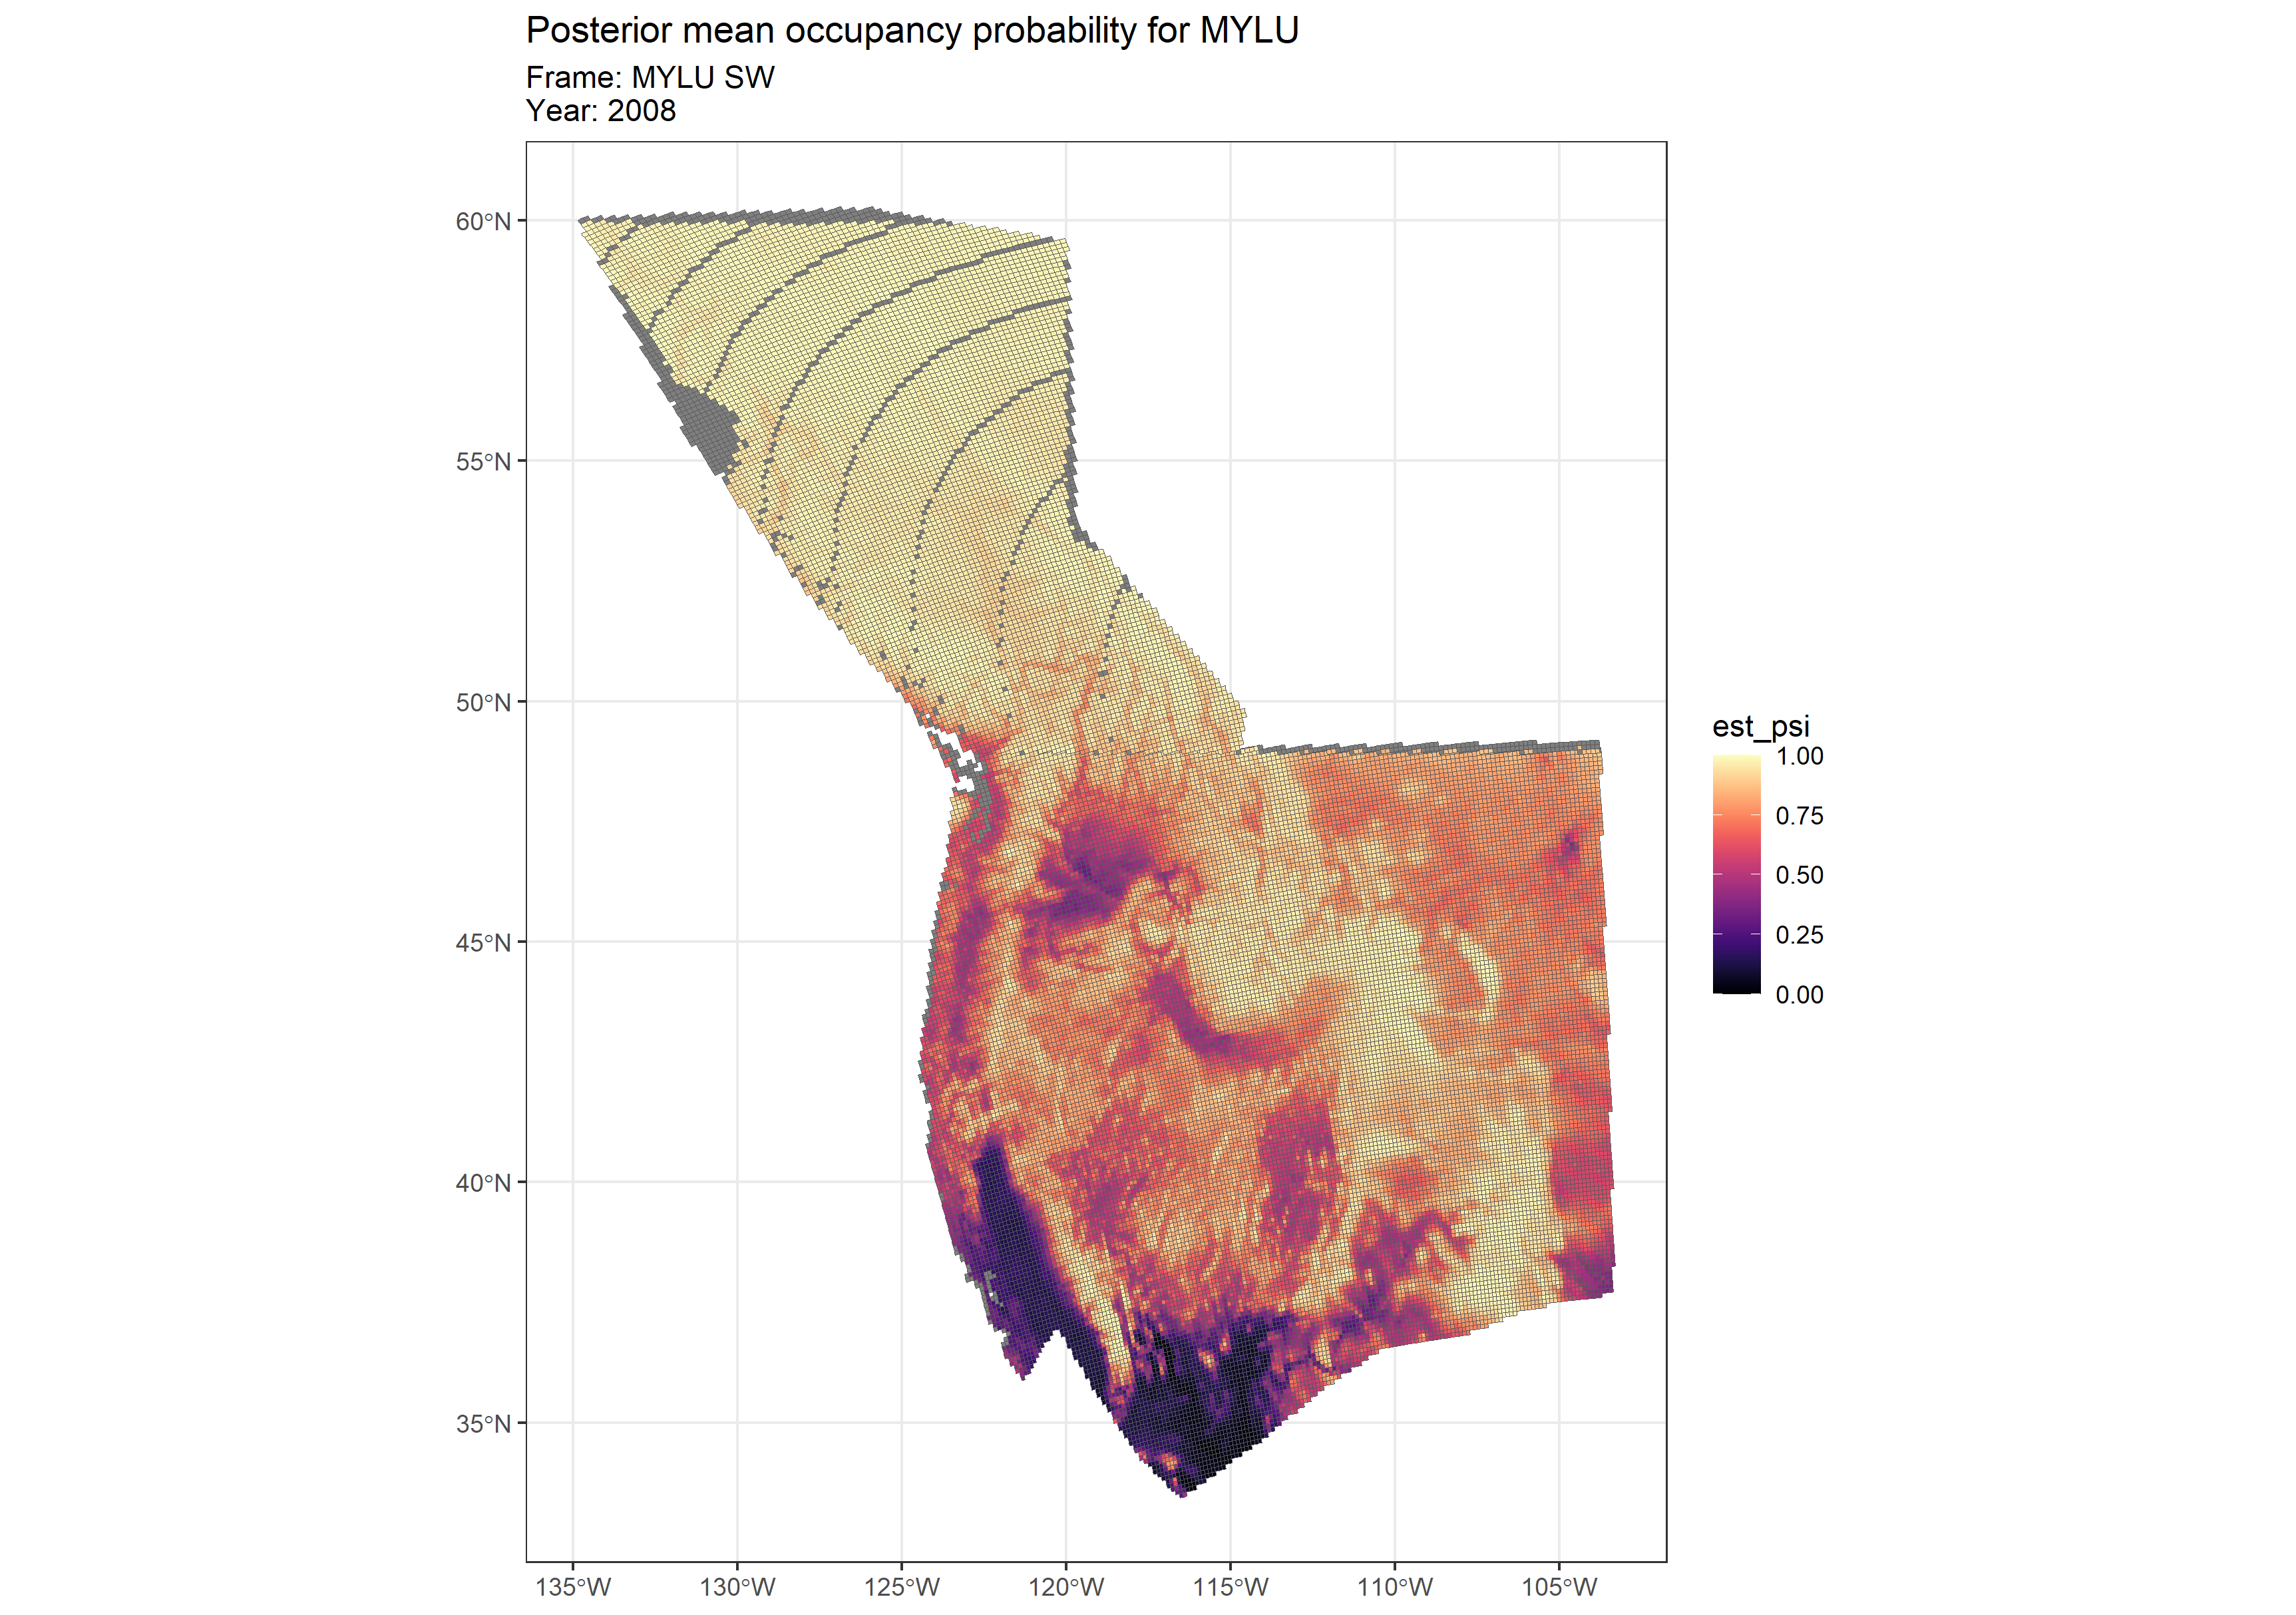 Posterior mean occupancy probability for MYLU
Frame: MYLU SW
Year: 2008
60°N
55°N
50°N
45°N
40°N
35°N
135°W
130°W
125°W
120°W
115°W
110°W
105°W
est_psi
1.00
0.75
0.50
0.25
0.00